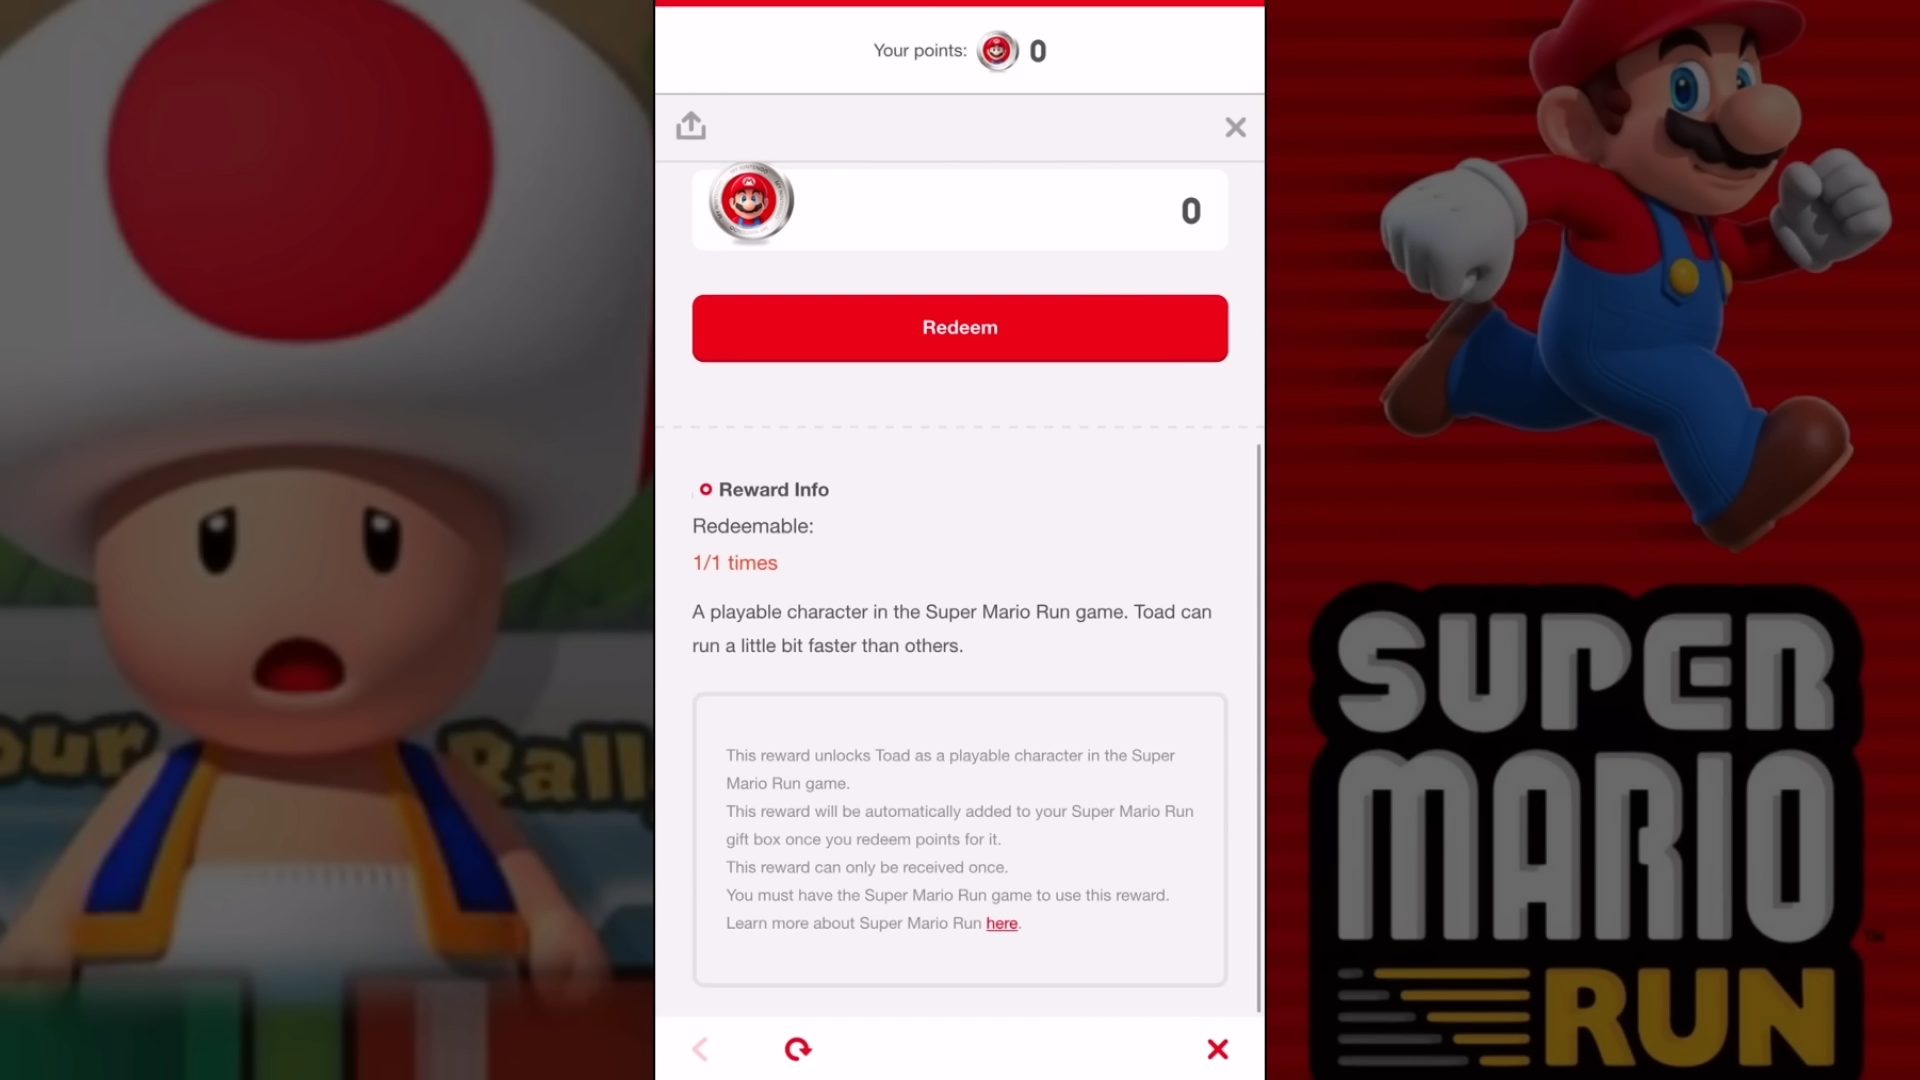 Your points: 0
0
Redeem
Reward Info
Redeemable:
1/1 times
A playable character in the Super Mario Run game. Toad can
run a little bit faster than others.
This reward unlocks Toad as a playable character in the Super
Mario Run game.
This reward will be automatically added to your Super Mario Run
gift box once you redeem points for it.
This reward can only be received once.
You must have the Super Mario Run game to use this reward.
Learn more about Super Mario Run here.
our Rall
SUPER
MARIO
RUN
TM